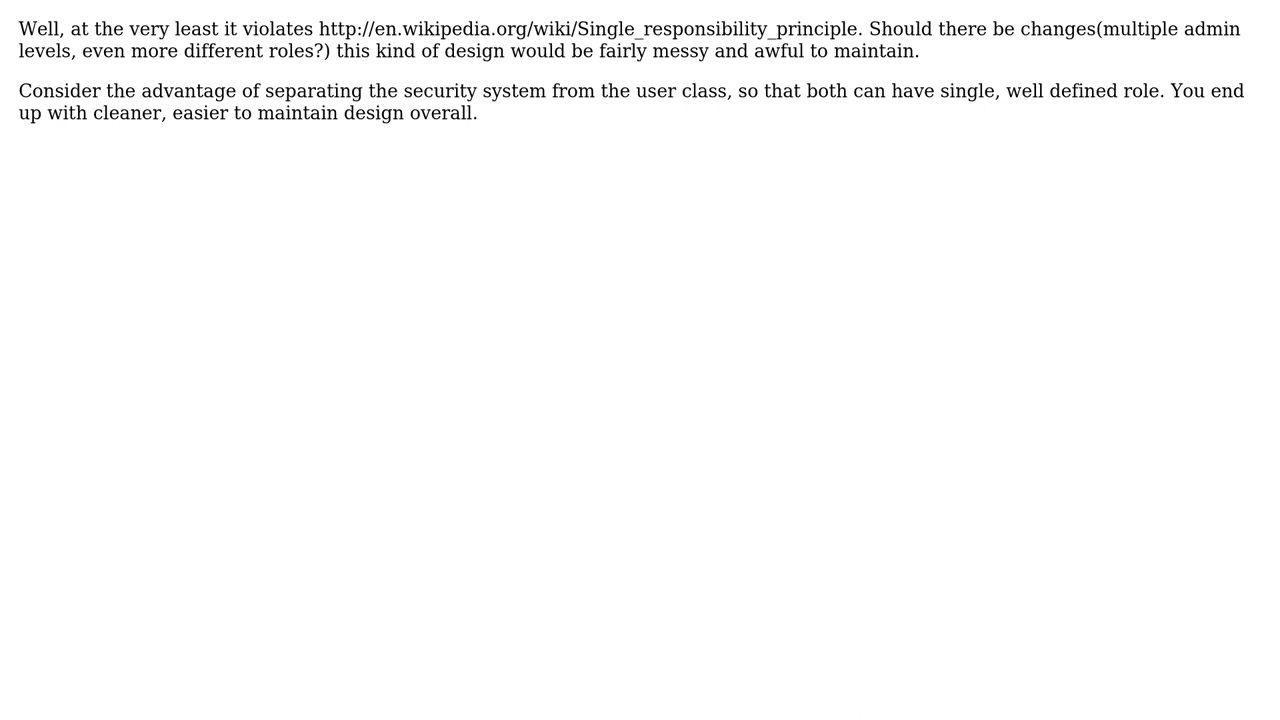 Well, at the very least it violates http://en.wikipedia.org/wiki/Single_responsibility_principle. Should there be changes(multiple admin
levels, even more different roles?) this kind of design would be fairly messy and awful to maintain.
Consider the advantage of separating the security system from the user class, so that both can have single, well defined role. You end
up with cleaner, easier to maintain design overall.